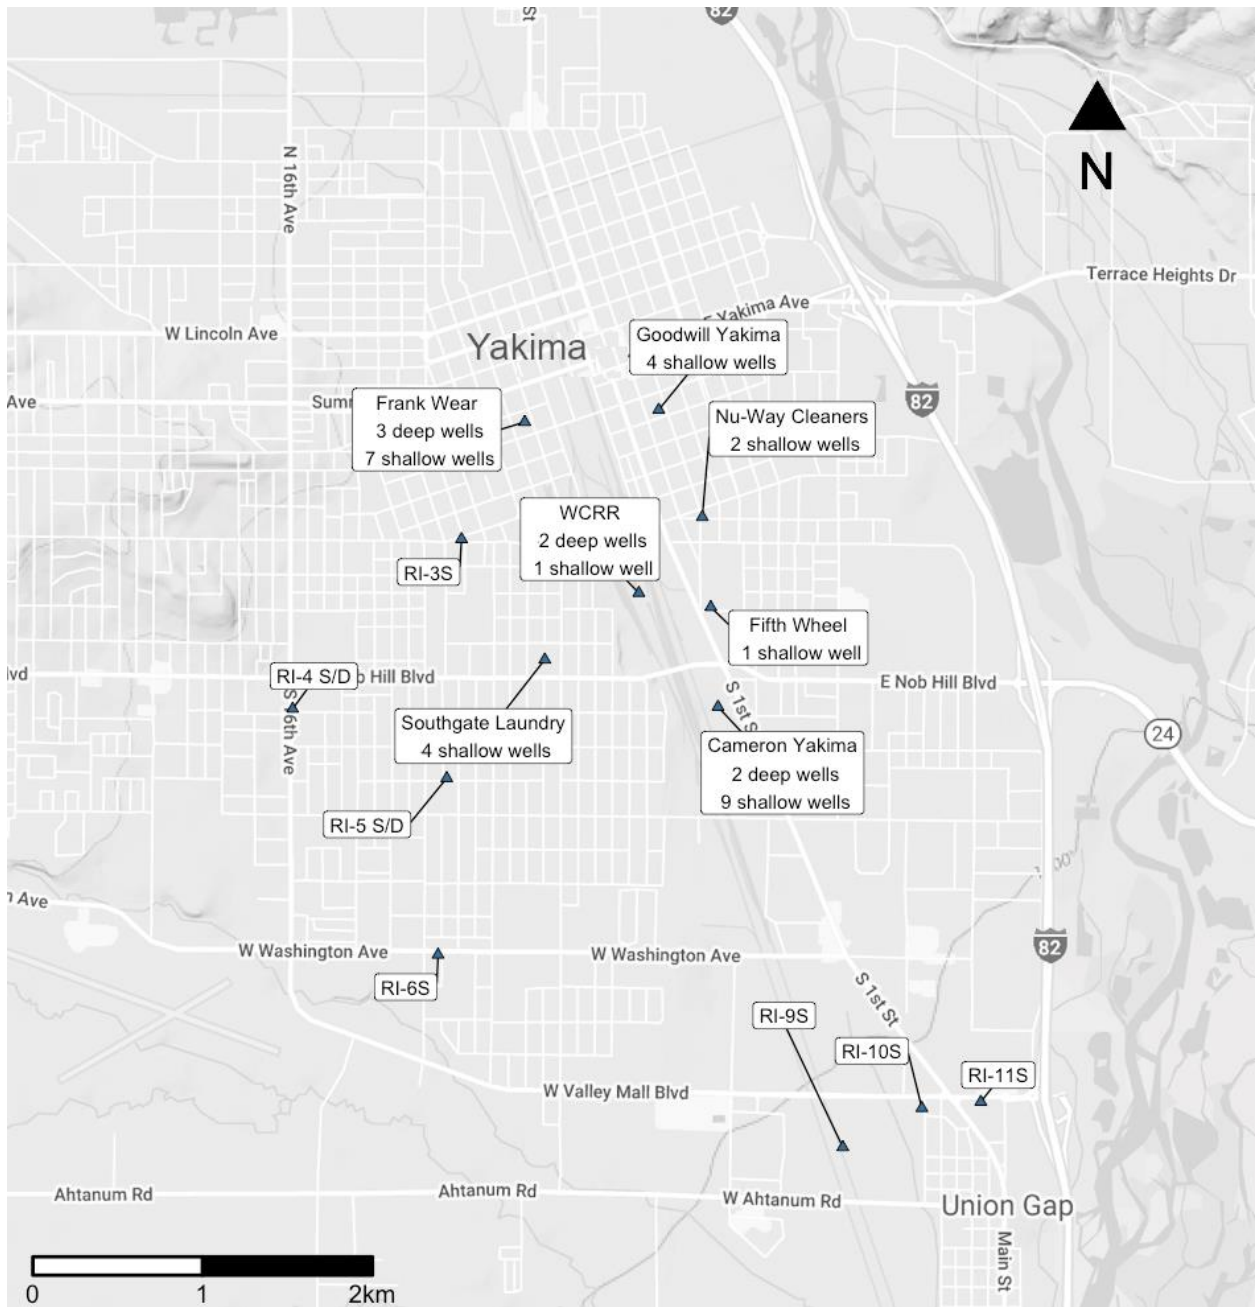 St
82
N 16th Ave
N
Terrace Heights Dr
E Yakima Ave
W Lincoln Ave
Yakima
Goodwill Yakima
4 shallow wells
Ave
Summ
Frank Wear
3 deep wells
7 shallow wells
82
Nu-Way Cleaners
2 shallow wells
WCRR
2 deep wells
1 shallow well
RI-3S
Fifth Wheel
1 shallow well
lvd
RI-4 S/D
b Hill Blvd
E Nob Hill Blvd
S 16th Ave
S 1st S
Southgate Laundry
4 shallow wells
24
Cameron Yakima
2 deep wells
9 shallow wells
RI-5 S/D
n Ave
W Washington Ave
W Washington Ave
82
RI-6S
S 1st St
RI-9S
RI-10S
RI-11S
W Valley Mall Blvd
Ahtanum Rd
Ahtanum Rd
W Ahtanum Rd
Union Gap
Main St
0
1
2km